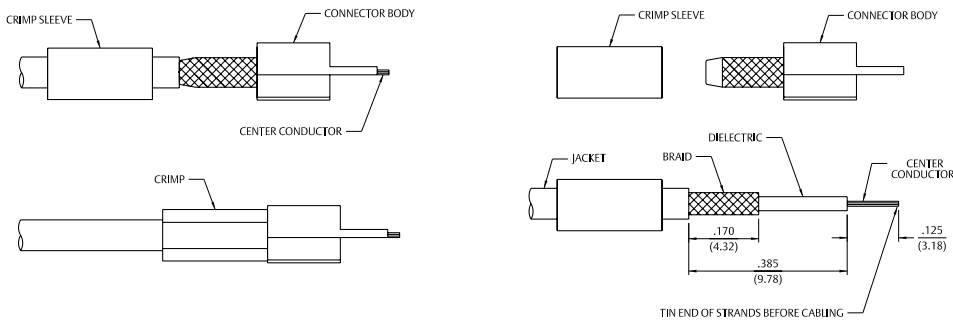 CRIMP SLEEVE
CONNECTOR BODY
CENTER CONDUCTOR
CRIMP
CRIMP SLEEVE
CONNECTOR BODY
DIELECTRIC
JACKET
BRAID
CENTER
CONDUCTOR
.170
(4.32)
.125
(3.18)
.385
(9.78)
TIN END OF STRANDS BEFORE CABLING